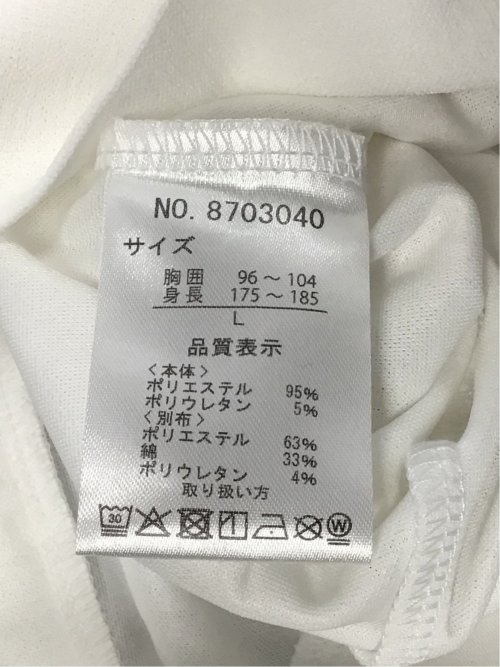 NO. 8703040
サイズ
胸囲 96～104
身長 175～185
L
品質表示
<本体>
ポリエステル 95%
ポリウレタン 5%
<別布>
ポリエステル 63%
綿 33%
ポリウレタン 4%
取り扱い方
30 W